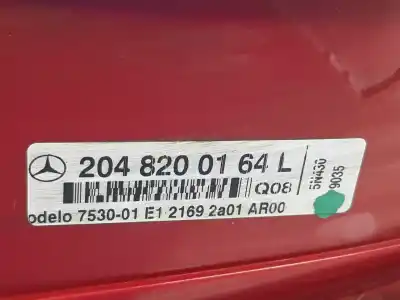 204 820 01 64 L
Q08
5N430
9035
odelo 7530-01 E1 2169 2a01 AR00